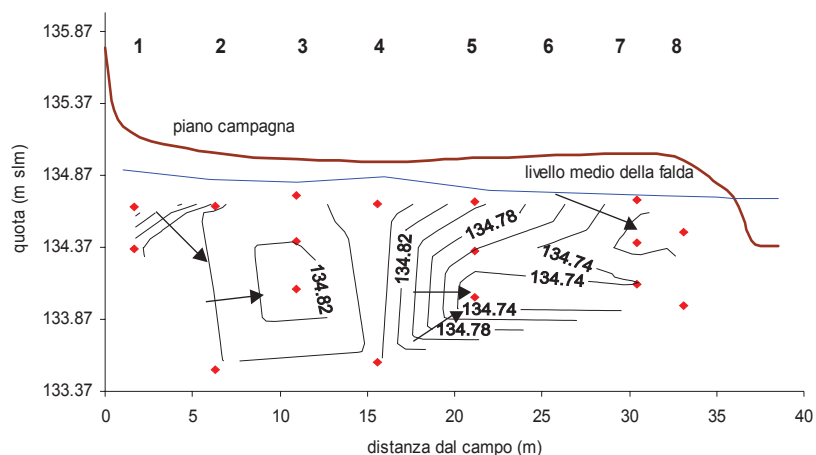 135.87
1 2 3 4 5 6 7 8
135.37
piano campagna
134.87
livello medio della falda
134.78
134.37
134.82
134.74
134.82
134.74
133.87
134.74
134.78
133.37
0 5 10 15 20 25 30 35 40
quota (m slm)
distanza dal campo (m)